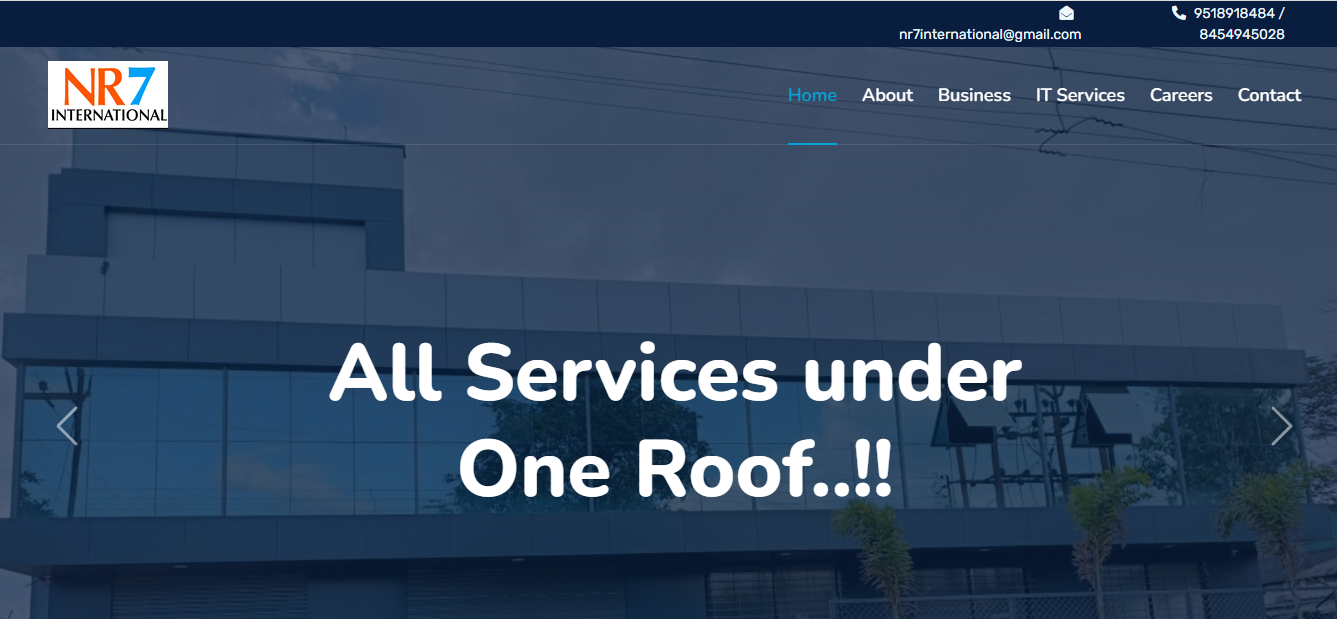 9518918484 /
nr7international@gmail.com
8454945028
NR7
INTERNATIONAL
Home About Business IT Services Careers Contact
All Services under
One Roof..!!